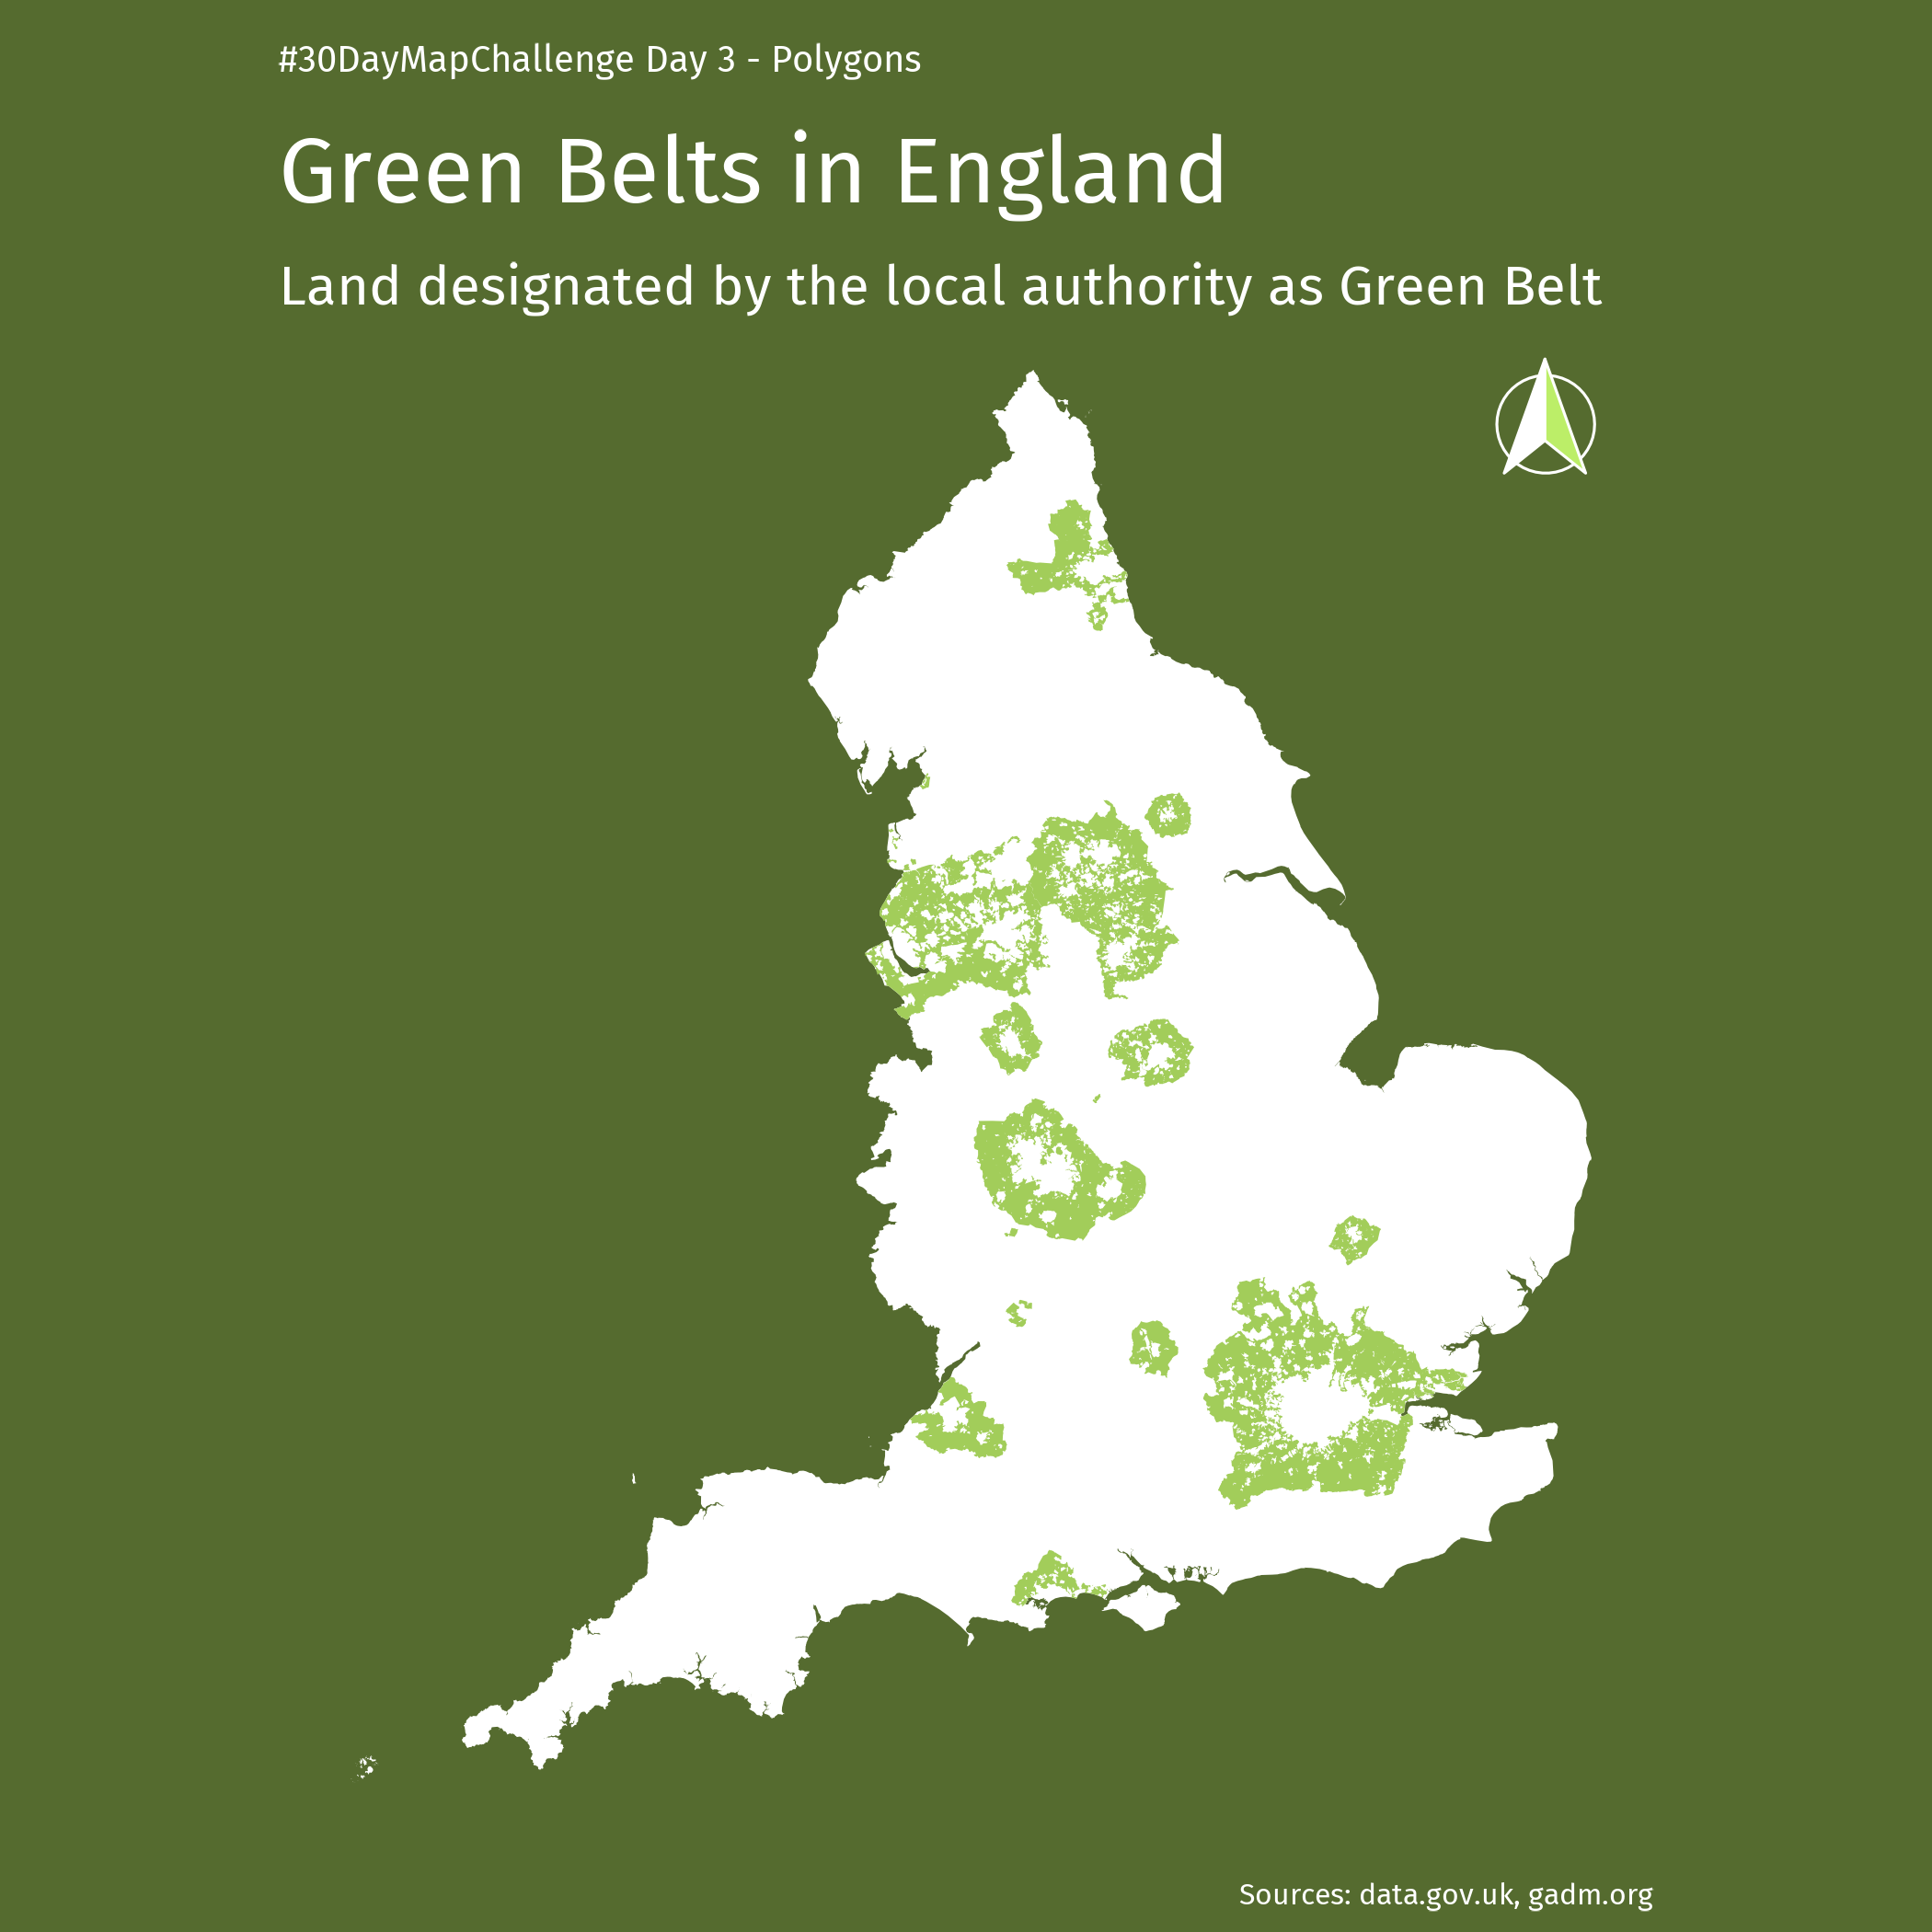 #30DayMapChallenge Day 3 - Polygons
Green Belts in England
Land designated by the local authority as Green Belt
Sources: data.gov.uk, gadm.org